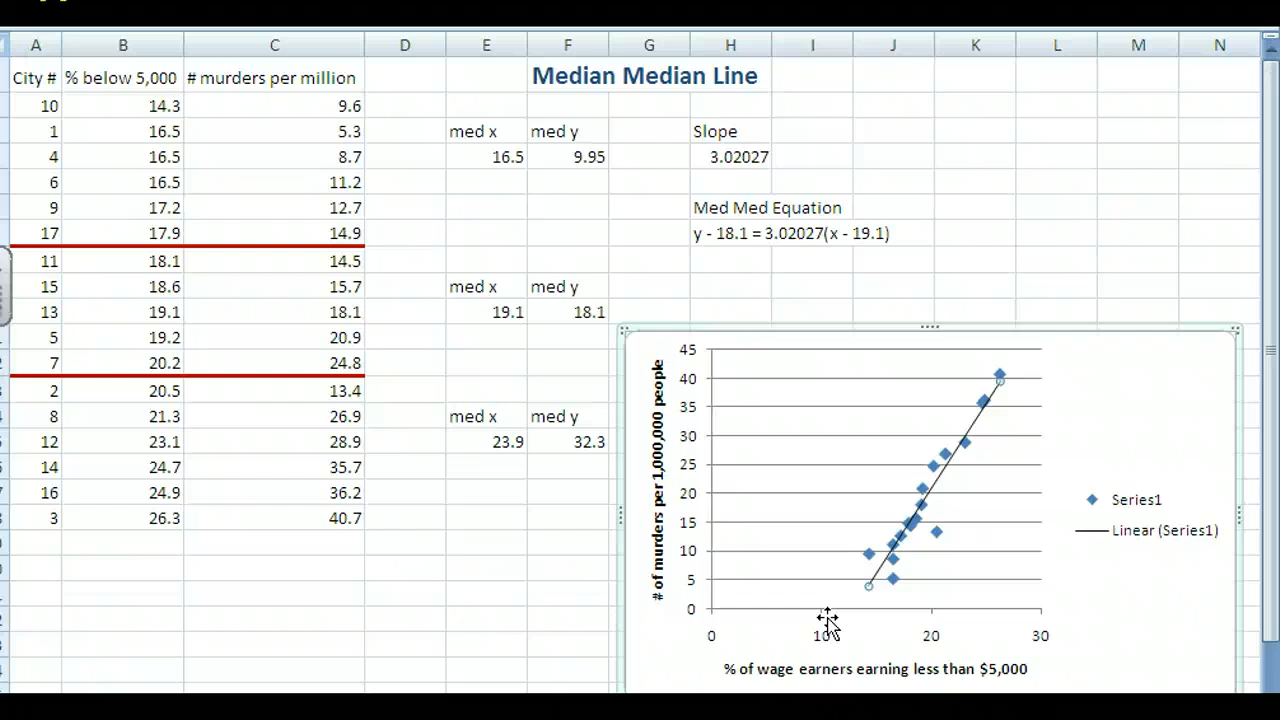 A B C D E F G H I J K L M N
City # % below 5,000 # murders per million Median Median Line
10 14.3 9.6
1 16.5 5.3 med x med y Slope
4 16.5 8.7 16.5 9.95 3.02027
6 16.5 11.2
9 17.2 12.7 Med Med Equation
17 17.9 14.9 y - 18.1 = 3.02027(x - 19.1)
11 18.1 14.5
15 18.6 15.7 med x med y
13 19.1 18.1 19.1 18.1
5 19.2 20.9
7 20.2 24.8
2 20.5 13.4
8 21.3 26.9 med x med y
12 23.1 28.9 23.9 32.3
14 24.7 35.7
16 24.9 36.2
3 26.3 40.7
# of murders per 1,000,000 people
45
40
35
30
25
20
15
10
5
0
0 10 20 30
% of wage earners earning less than $5,000
Series1
Linear (Series1)